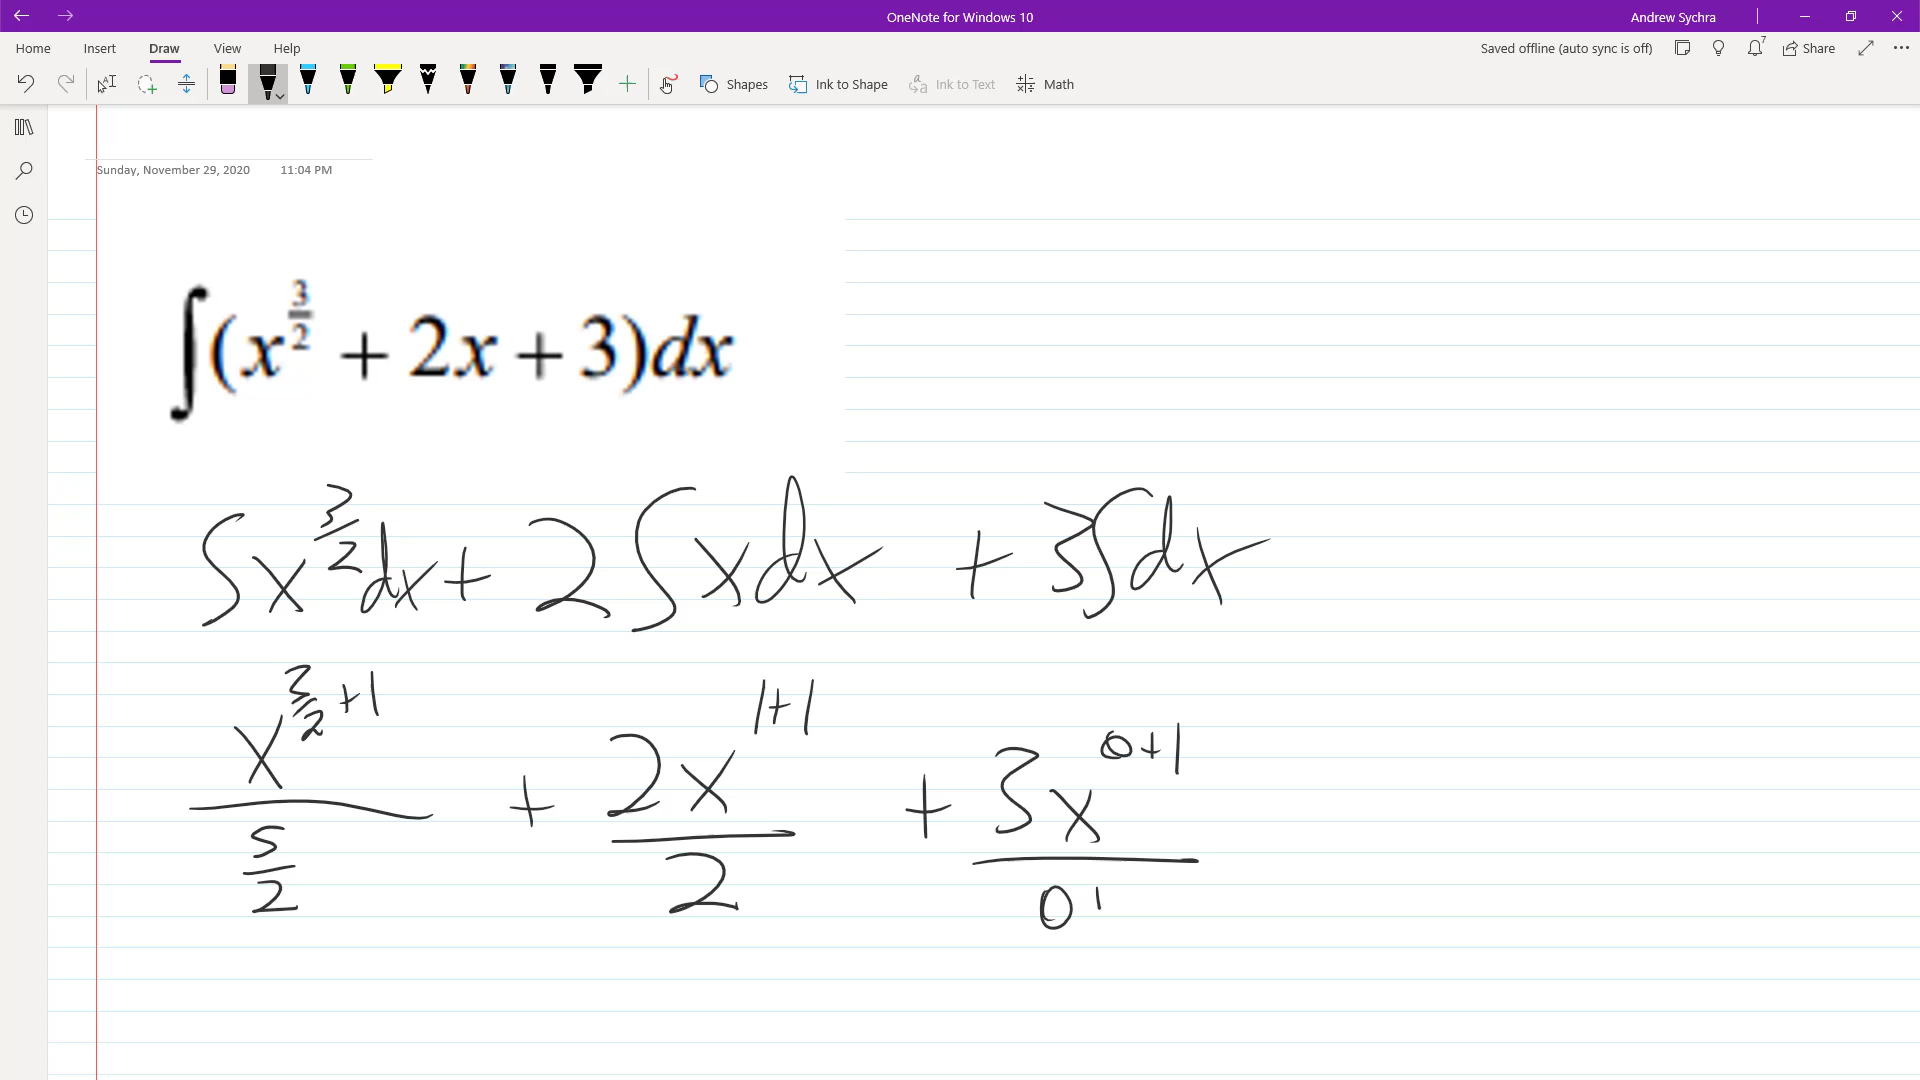 OneNote for Windows 10
Andrew Sychra
Home Insert Draw View Help
Saved offline (auto sync is off)
7
Share
Shapes
Ink to Shape
Ink to Text
Math
Sunday, November 29, 2020 11:04 PM
∫(x^{3/2} + 2x + 3)dx
∫x^{3/2}dx + 2∫xdx + 3∫dx
x^{3/2 +1} / (5/2) + 2x^{1+1} / 2 + 3x^{0+1} / 0 '